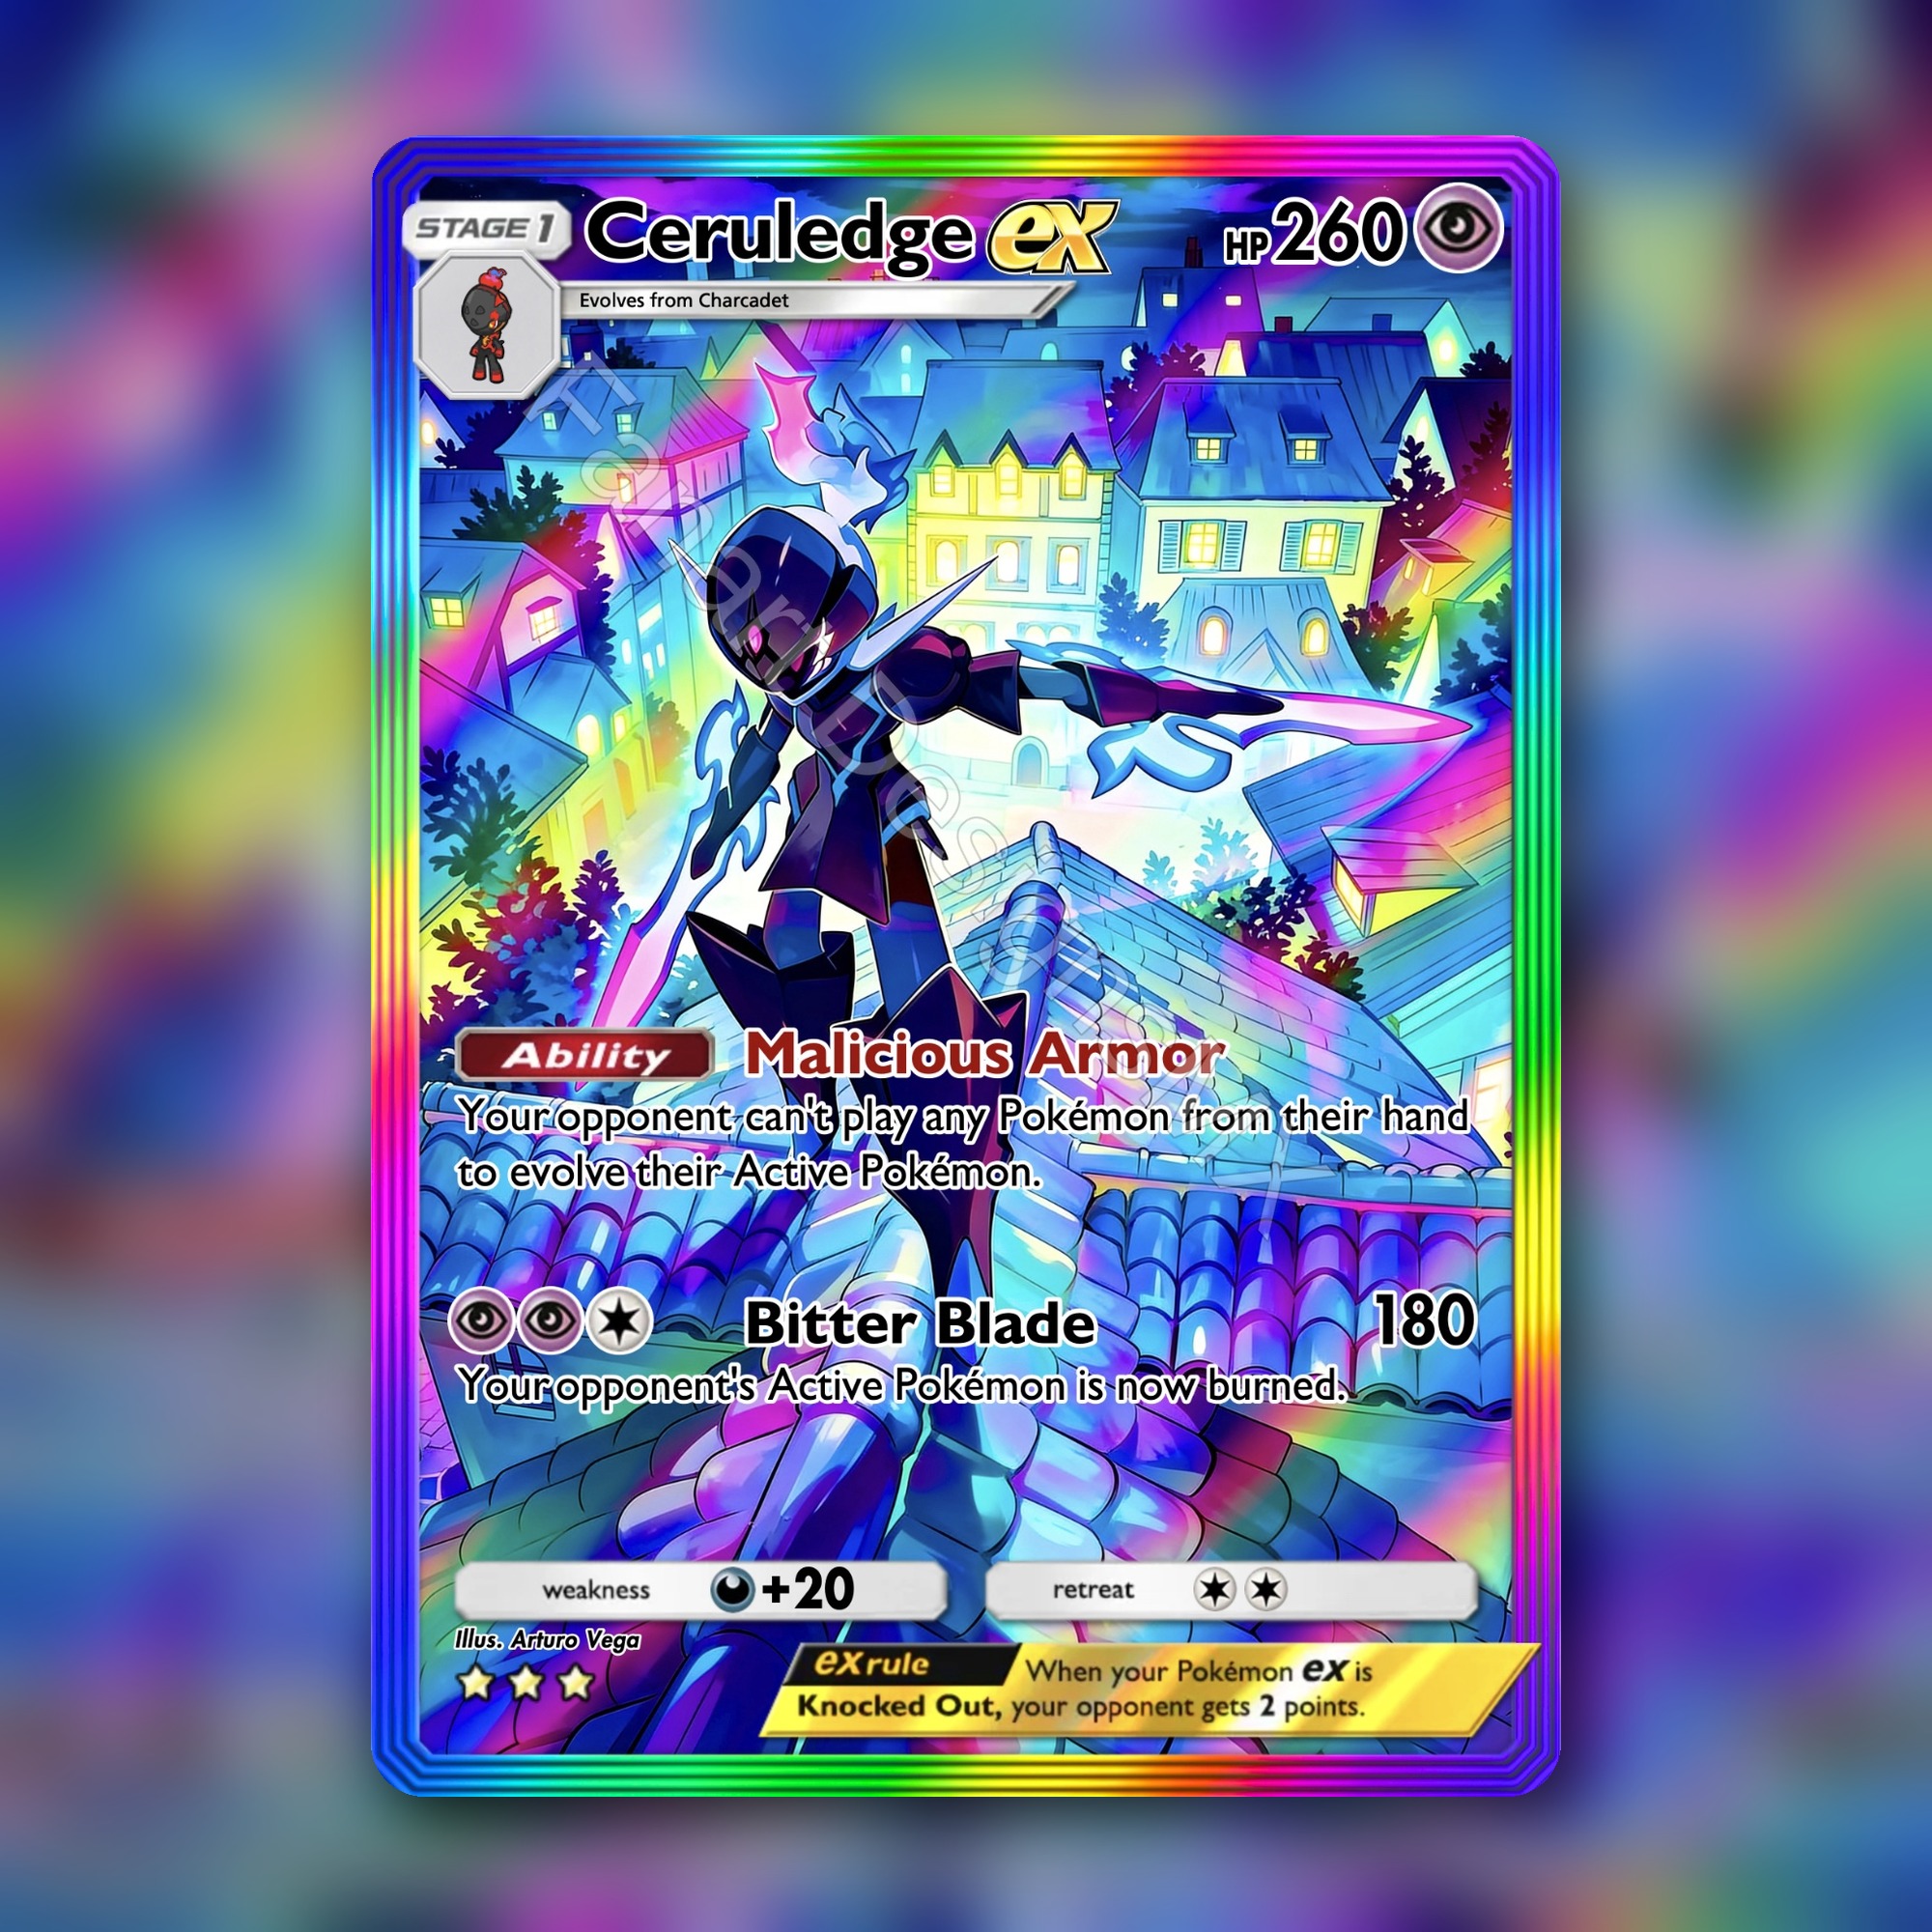 STAGE 1
Ceruledge ex
HP 260
Evolves from Charcadet
Ability
Malicious Armor
Your opponent can't play any Pokémon from their hand
to evolve their Active Pokémon.
Bitter Blade
180
Your opponent's Active Pokémon is now burned.
weakness +20
retreat
Illus. Arturo Vega
ex rule When your Pokémon ex is
Knocked Out, your opponent gets 2 points.